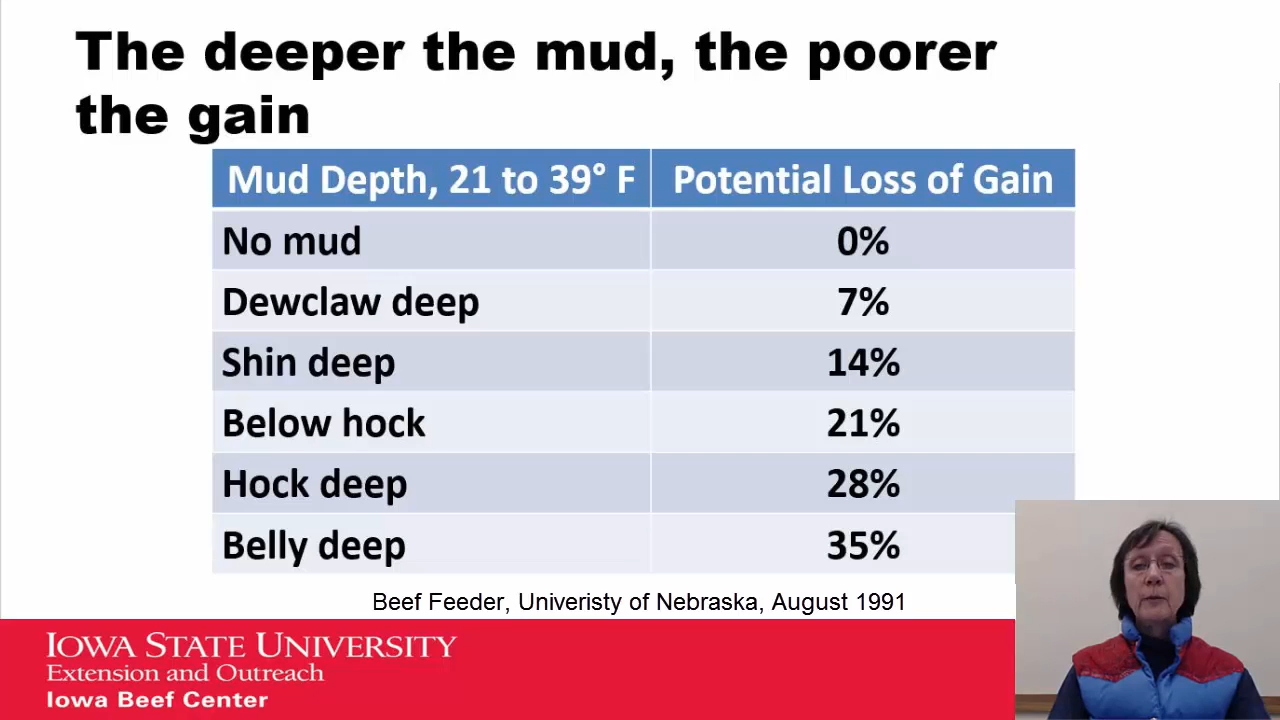 The deeper the mud, the poorer
the gain
Mud Depth, 21 to 39° F Potential Loss of Gain
No mud 0%
Dewclaw deep 7%
Shin deep 14%
Below hock 21%
Hock deep 28%
Belly deep 35%
Beef Feeder, Univeristy of Nebraska, August 1991
IOWA STATE UNIVERSITY
Extension and Outreach
Iowa Beef Center